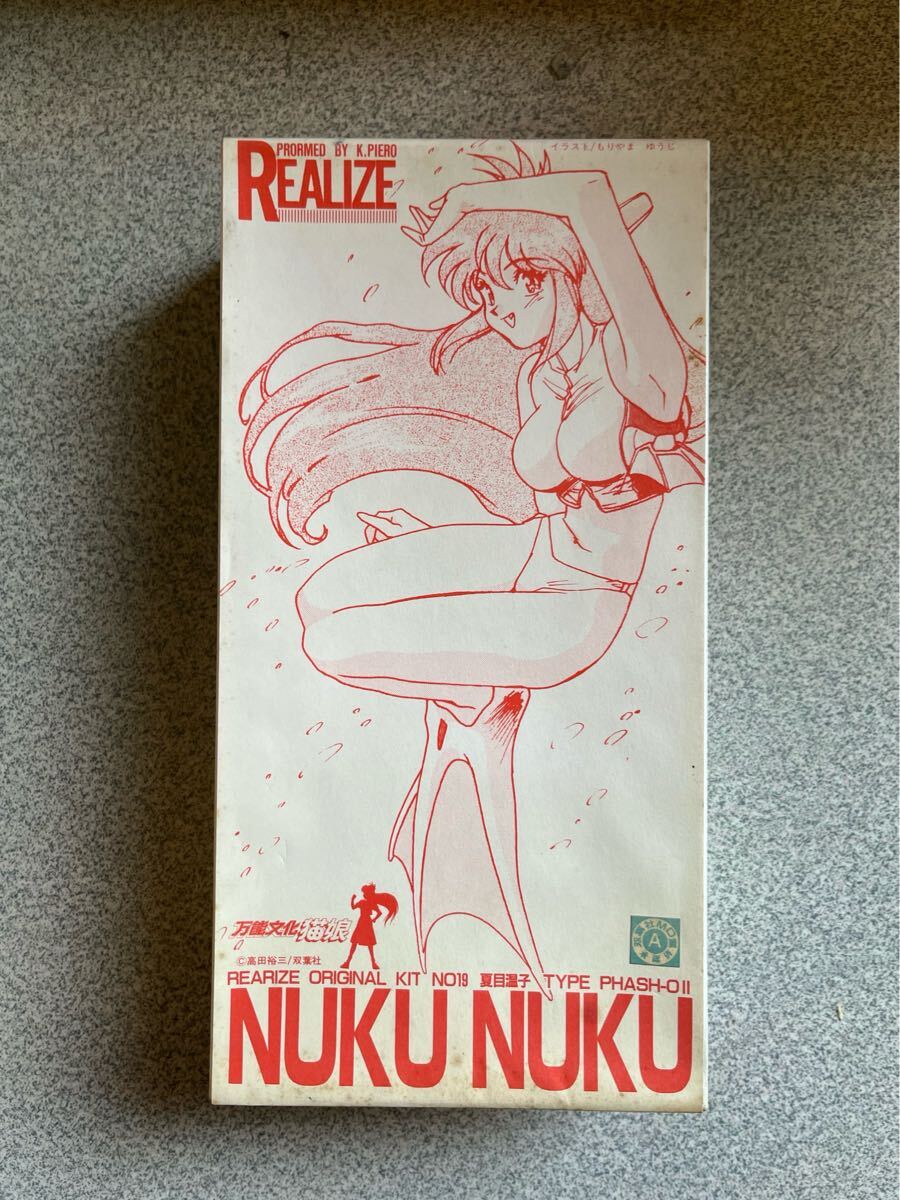 PRORMED BY K.PIERO
REALIZE
イラスト/もりやま ゆうじ
万能文化猫娘
©高田裕三/双葉社
A
REARIZE ORIGINAL KIT NO19 夏目温子 TYPE PHASH-O II
NUKU NUKU